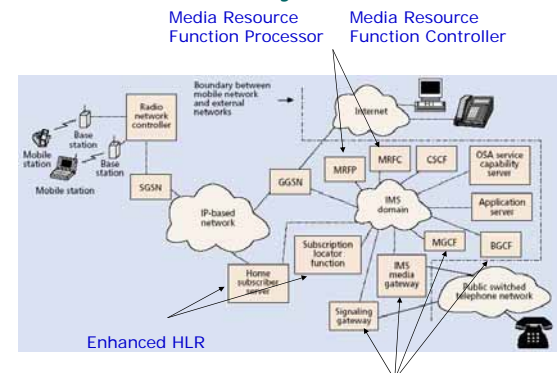 Media Resource
Function Processor
Media Resource
Function Controller
Boundary between
mobile network
and external
networks
Internet
Radio
network
controller
Base
station
Mobile
station
Base
station
Mobile station
SGSN
GGSN
MRFP
MRFC
CSCF
OSA service
capability
server
IP-based
network
IMS
domain
Application
server
Subscription
locator
function
MGCF
BGCF
IMS
media
gateway
Home
subscriber
server
Public switched
telephone network
Signaling
gateway
Enhanced HLR